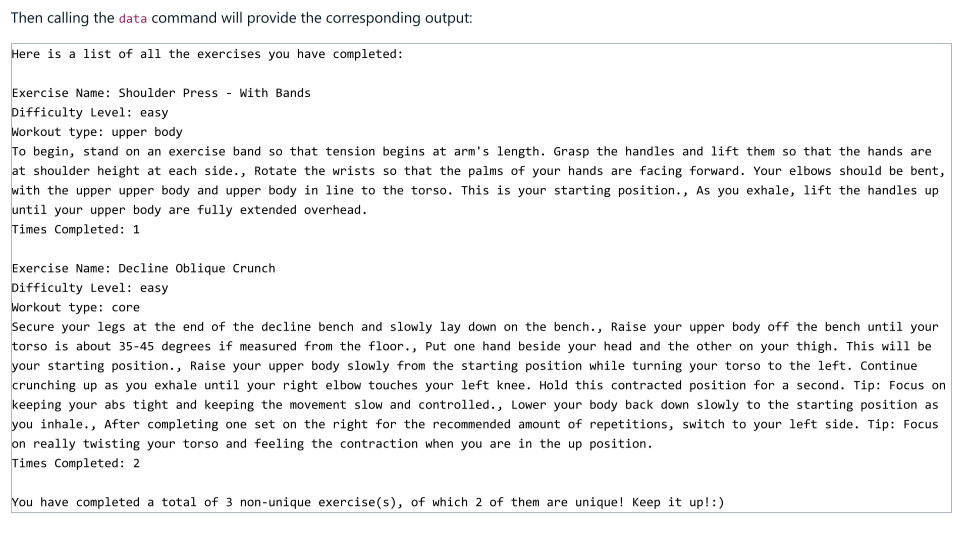 Then calling the data command will provide the corresponding output:
Here is a list of all the exercises you have completed:
Exercise Name: Shoulder Press - With Bands
Difficulty Level: easy
Workout type: upper body
To begin, stand on an exercise band so that tension begins at arm's length. Grasp the handles and lift them so that the hands are
at shoulder height at each side., Rotate the wrists so that the palms of your hands are facing forward. Your elbows should be bent,
with the upper upper body and upper body in line to the torso. This is your starting position., As you exhale, lift the handles up
until your upper body are fully extended overhead.
Times Completed: 1
Exercise Name: Decline Oblique Crunch
Difficulty Level: easy
Workout type: core
Secure your legs at the end of the decline bench and slowly lay down on the bench., Raise your upper body off the bench until your
torso is about 35-45 degrees if measured from the floor., Put one hand beside your head and the other on your thigh. This will be
your starting position., Raise your upper body slowly from the starting position while turning your torso to the left. Continue
crunching up as you exhale until your right elbow touches your left knee. Hold this contracted position for a second. Tip: Focus on
keeping your abs tight and keeping the movement slow and controlled., Lower your body back down slowly to the starting position as
you inhale., After completing one set on the right for the recommended amount of repetitions, switch to your left side. Tip: Focus
on really twisting your torso and feeling the contraction when you are in the up position.
Times Completed: 2
You have completed a total of 3 non-unique exercise(s), of which 2 of them are unique! Keep it up!:)